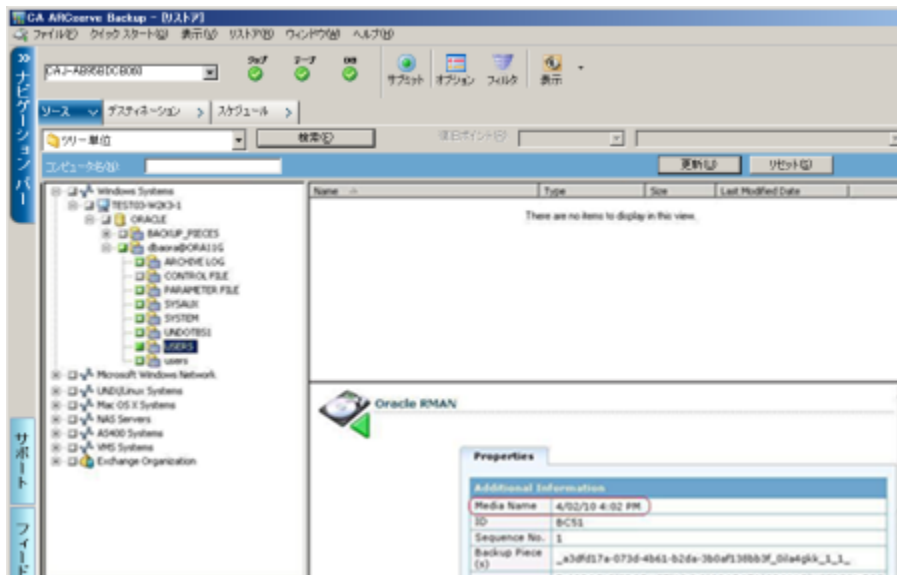 CA ARCserve Backup - [リストア]
ファイル(F) クイック スタート(Q) 表示(V) リストア(R) ウィンドウ(W) ヘルプ(H)
ナビゲーション バー
ジョブ テープ DB
サブミット オプション フィルタ 表示
ソース デスティネーション スケジュール
ツリー単位 検索(E) 復旧ポイント(R)
コンピュータ名(N) 更新(U) リセット(G)
Name Type Size Last Modified Date
There are no items to display in this view.
Windows Systems
TEST03-W2K3-1
ORACLE
BACKUP_PIECES
dbaora@ORA11G
ARCHIVE LOG
CONTROL FILE
PARAMETER FILE
SYSAUX
SYSTEM
UNDOTBS1
USERS
users
Microsoft Windows Network
UNIX/Linux Systems
Mac OS X Systems
NAS Servers
AS400 Systems
VMS Systems
Exchange Organization
サポート
フィード
Oracle RMAN
Properties
Additional Information
Media Name 4/02/10 4:02 PM
ID BC51
Sequence No. 1
Backup Piece (s)